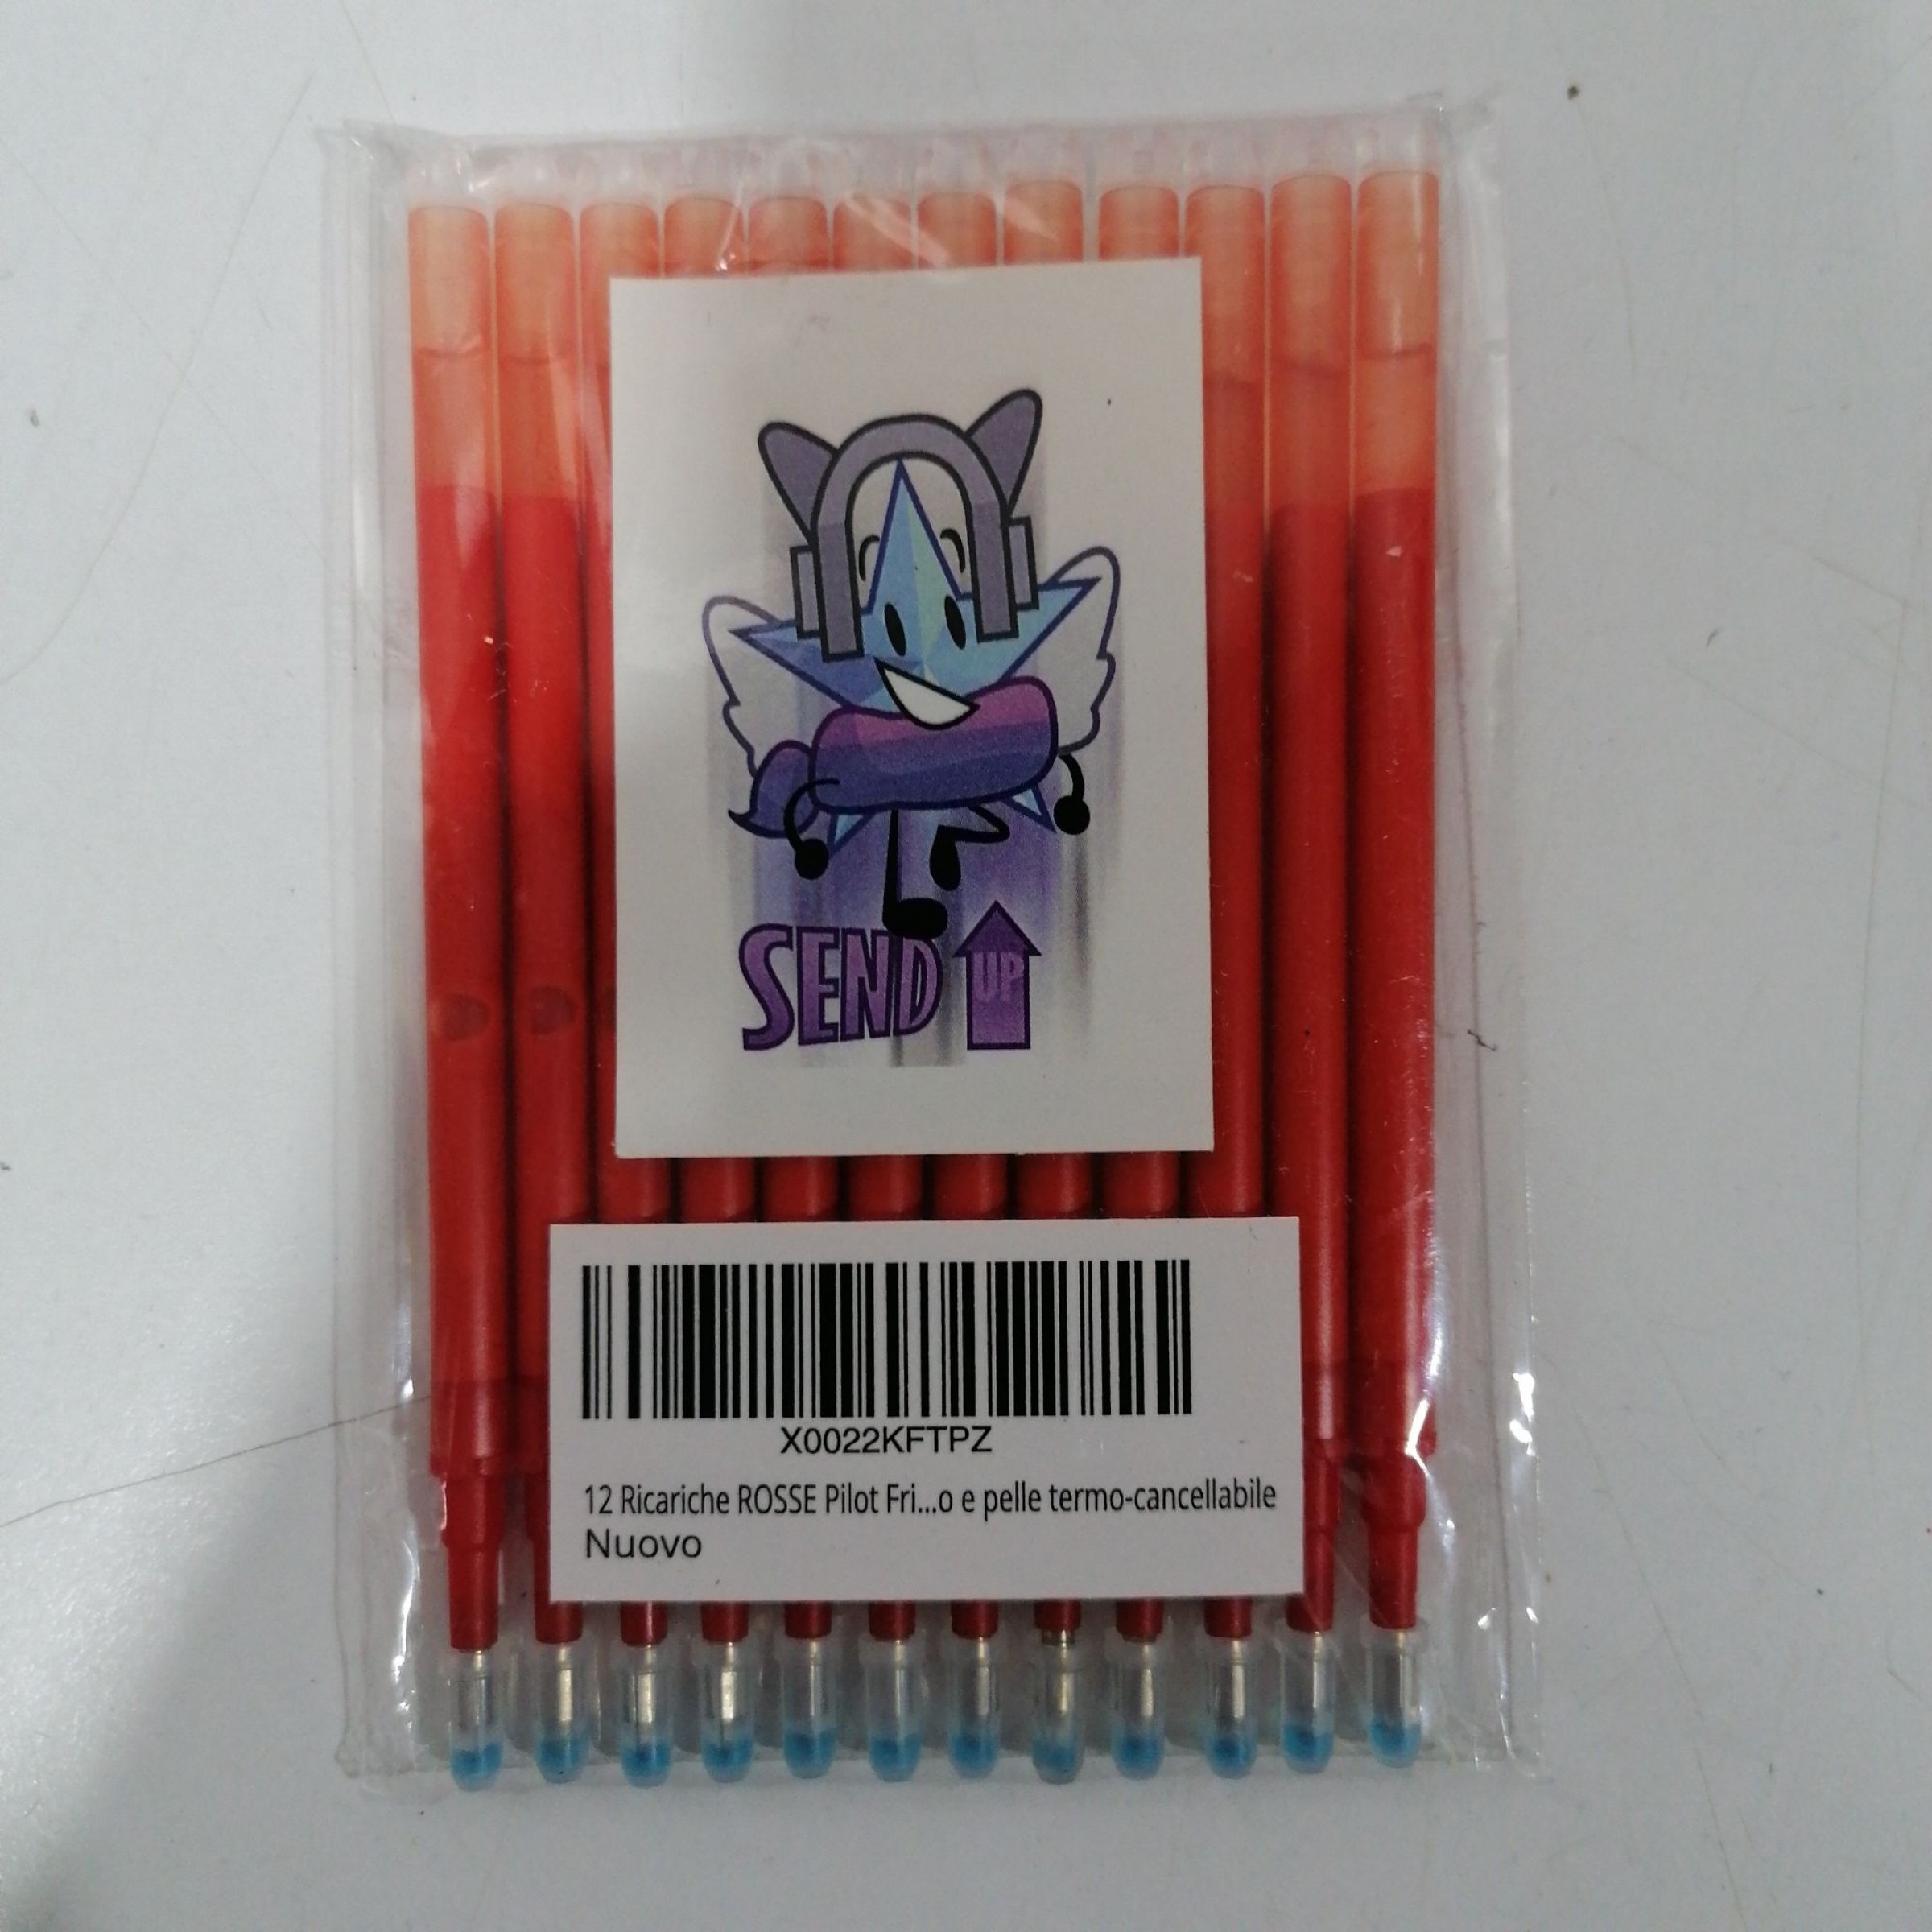 SEND UP
X0022KFTPZ
12 Ricariche ROSSE Pilot Fri...o e pelle termo-cancellabile
Nuovo